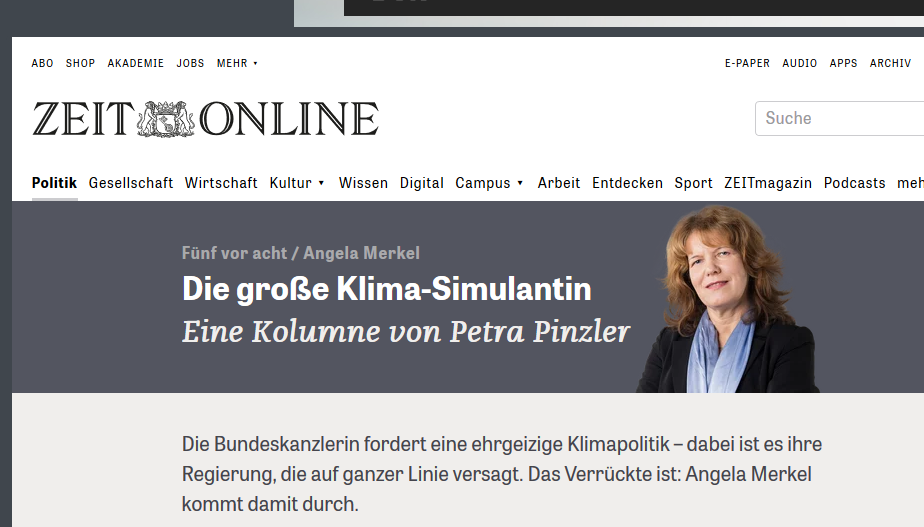 ABO SHOP AKADEMIE JOBS MEHR ▾ E-PAPER AUDIO APPS ARCHIV
ZEIT ONLINE
Suche
Politik Gesellschaft Wirtschaft Kultur ▾ Wissen Digital Campus ▾ Arbeit Entdecken Sport ZEITmagazin Podcasts meh
Fünf vor acht / Angela Merkel
Die große Klima-Simulantin
Eine Kolumne von Petra Pinzler
Die Bundeskanzlerin fordert eine ehrgeizige Klimapolitik – dabei ist es ihre
Regierung, die auf ganzer Linie versagt. Das Verrückte ist: Angela Merkel
kommt damit durch.